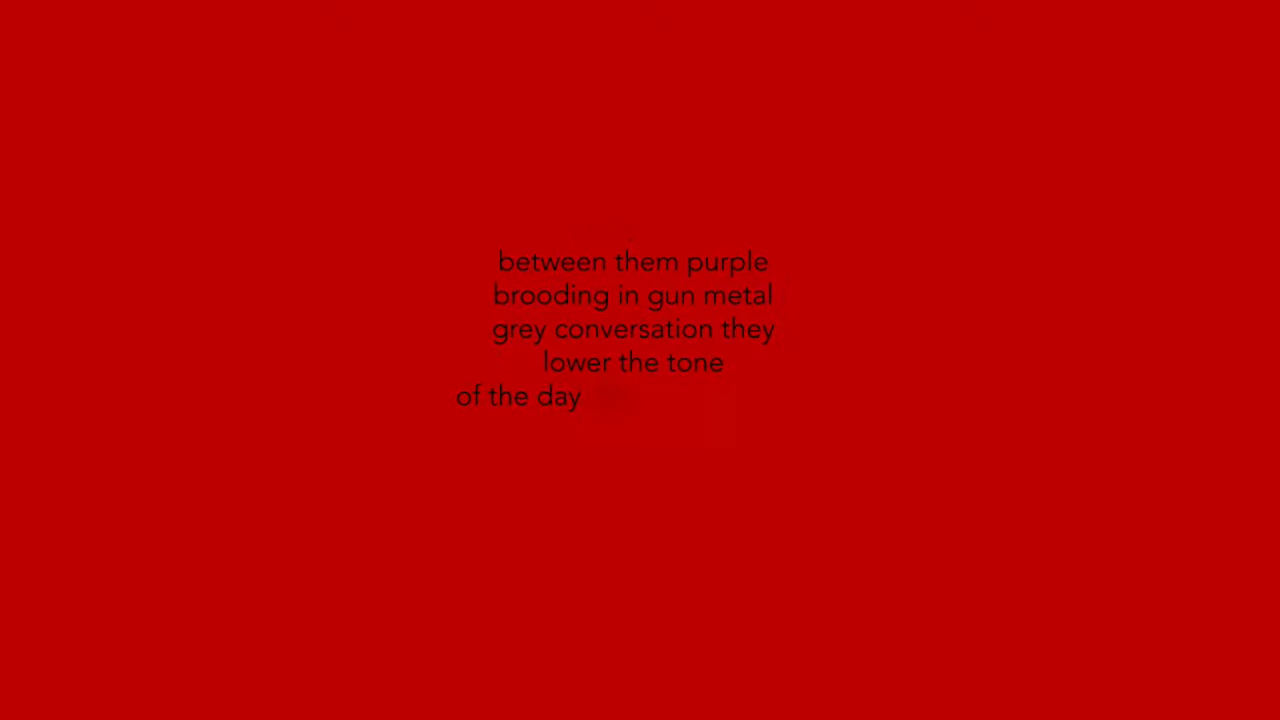 between them purple
brooding in gun metal
grey conversation they
lower the tone
of the day